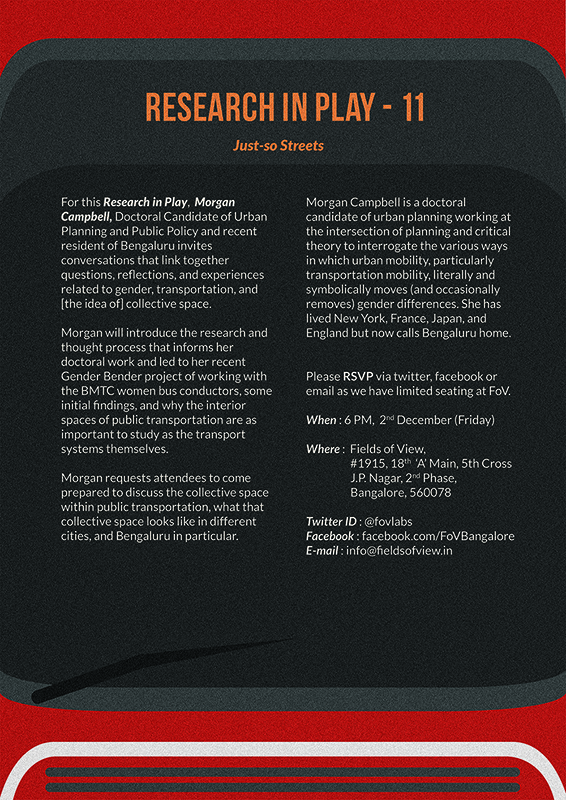 RESEARCH IN PLAY - 11
Just-so Streets
For this Research in Play, Morgan
Campbell, Doctoral Candidate of Urban
Planning and Public Policy and recent
resident of Bengaluru invites
conversations that link together
questions, reflections, and experiences
related to gender, transportation, and
[the idea of] collective space.
Morgan will introduce the research and
thought process that informs her
doctoral work and led to her recent
Gender Bender project of working with
the BMTC women bus conductors, some
initial findings, and why the interior
spaces of public transportation are as
important to study as the transport
systems themselves.
Morgan requests attendees to come
prepared to discuss the collective space
within public transportation, what that
collective space looks like in different
cities, and Bengaluru in particular.
Morgan Campbell is a doctoral
candidate of urban planning working at
the intersection of planning and critical
theory to interrogate the various ways
in which urban mobility, particularly
transportation mobility, literally and
symbolically moves (and occasionally
removes) gender differences. She has
lived New York, France, Japan, and
England but now calls Bengaluru home.
Please RSVP via twitter, facebook or
email as we have limited seating at FoV.
When : 6 PM, 2nd December (Friday)
Where : Fields of View,
#1915, 18th 'A' Main, 5th Cross
J.P. Nagar, 2nd Phase,
Bangalore, 560078
Twitter ID : @fovlabs
Facebook : facebook.com/FoVBangalore
E-mail : info@fieldsofview.in